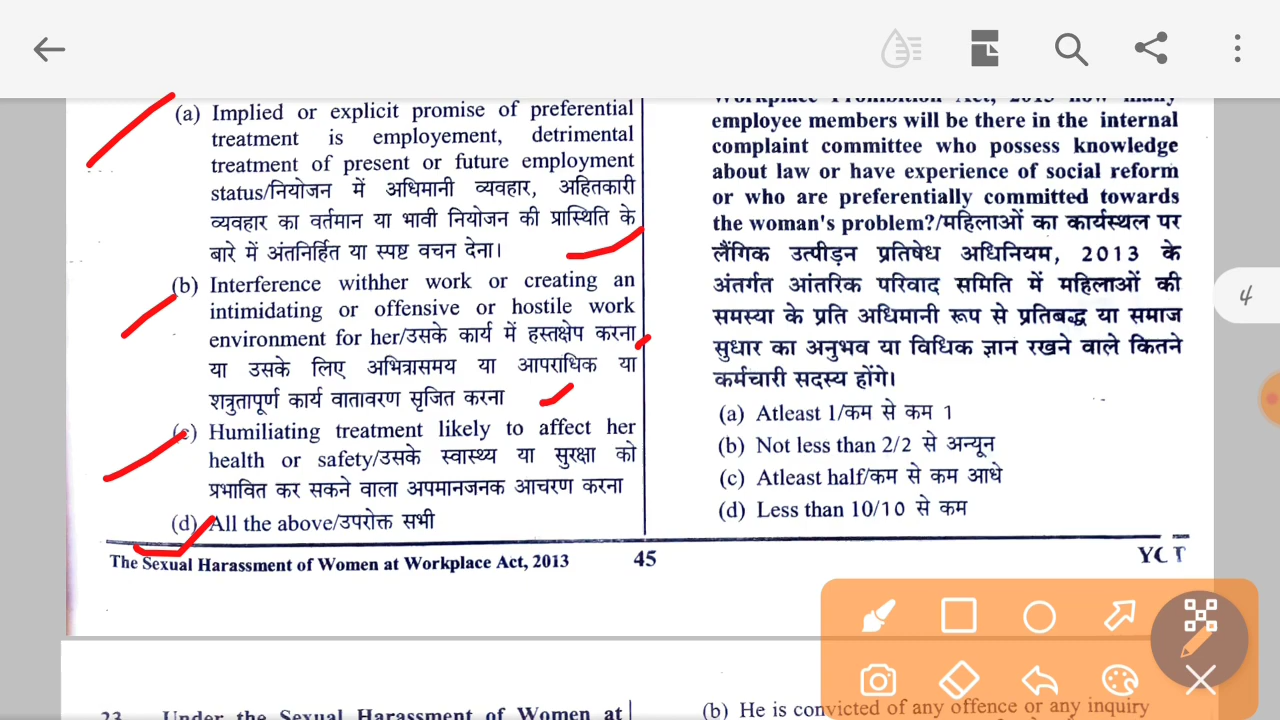 (a) Implied or explicit promise of preferential
treatment is employement, detrimental
treatment of present or future employment
status/नियोजन में अधिमानी व्यवहार, अहितकारी
व्यवहार का वर्तमान या भावी नियोजन की प्रास्थिति के
बारे में अंतनिर्हित या स्पष्ट वचन देना।
(b) Interference withher work or creating an
intimidating or offensive or hostile work
environment for her/उसके कार्य में हस्तक्षेप करना
या उसके लिए अभित्रासमय या आपराधिक या
शत्रुतापूर्ण कार्य वातावरण सृजित करना
(c) Humiliating treatment likely to affect her
health or safety/उसके स्वास्थ्य या सुरक्षा को
प्रभावित कर सकने वाला अपमानजनक आचरण करना
(d) All the above/उपरोक्त सभी
Workplace Prohibition Act, 2013 how many
employee members will be there in the internal
complaint committee who possess knowledge
about law or have experience of social reform
or who are preferentially committed towards
the woman's problem?/महिलाओं का कार्यस्थल पर
लैंगिक उत्पीड़न प्रतिषेध अधिनियम, 2013 के
अंतर्गत आंतरिक परिवाद समिति में महिलाओं की
समस्या के प्रति अधिमानी रूप से प्रतिबद्ध या समाज
सुधार का अनुभव या विधिक ज्ञान रखने वाले कितने
कर्मचारी सदस्य होंगे।
(a) Atleast 1/कम से कम 1
(b) Not less than 2/2 से अन्यून
(c) Atleast half/कम से कम आधे
(d) Less than 10/10 से कम
The Sexual Harassment of Women at Workplace Act, 2013
45
YCT
4
23. Under the Sexual Harassment of Women at
(b) He is convicted of any offence or any inquiry